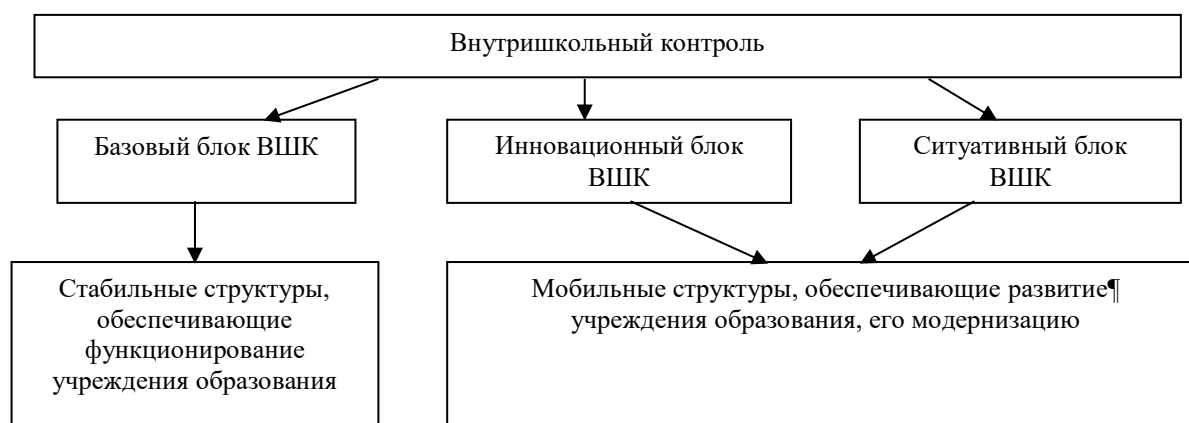 Внутришкольный контроль
Базовый блок ВШК
Инновационный блок
ВШК
Ситуативный блок
ВШК
Стабильные структуры,
обеспечивающие
функционирование
учреждения образования
Мобильные структуры, обеспечивающие развитие¶
учреждения образования, его модернизацию